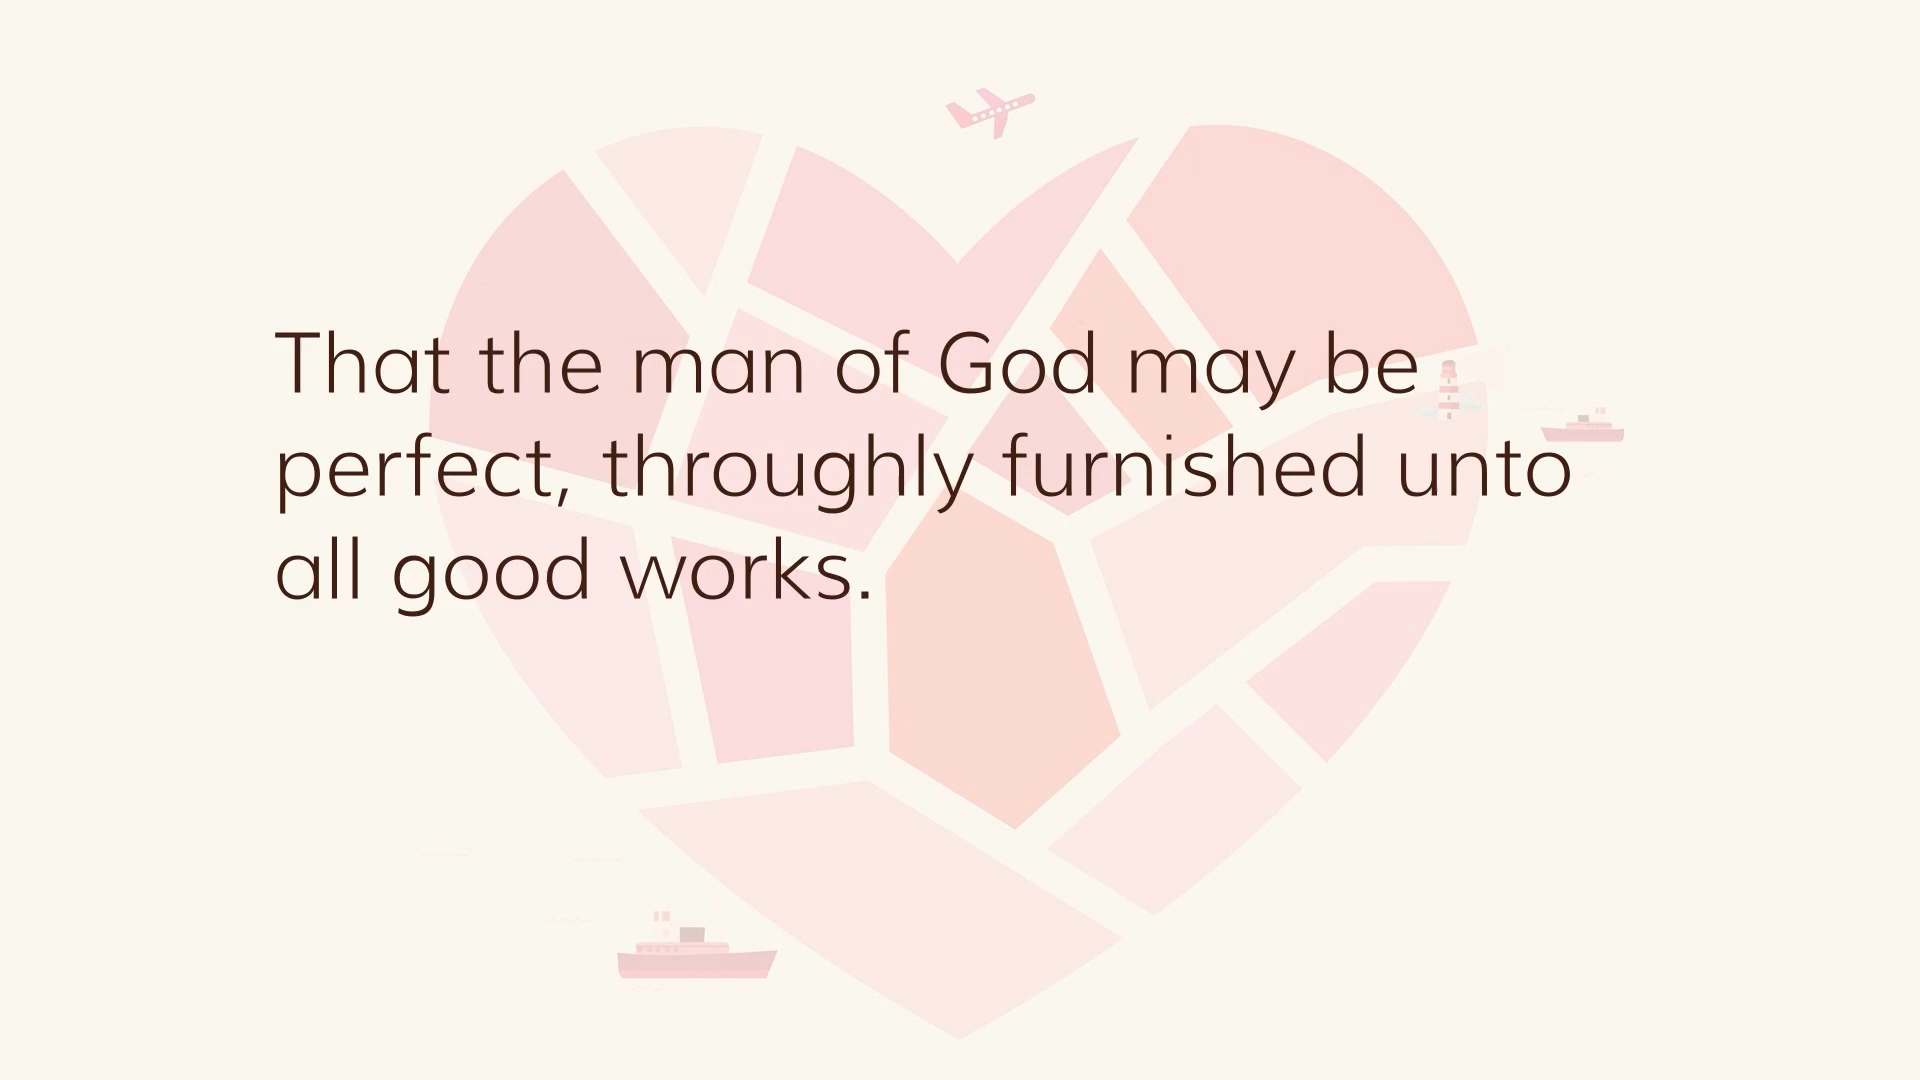 That the man of God may be
perfect, throughly furnished unto
all good works.